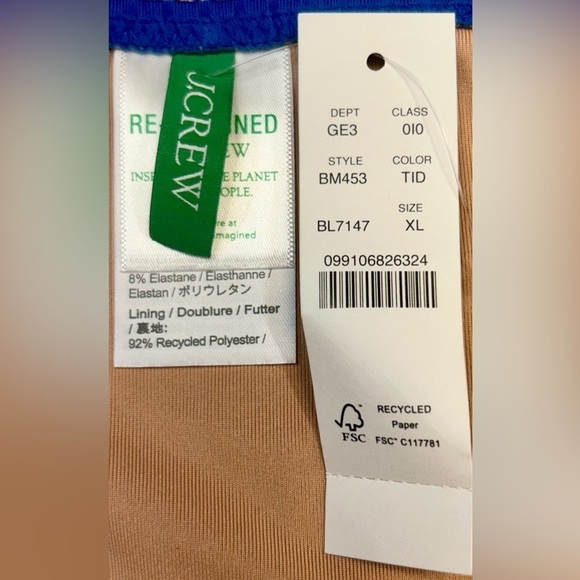 J.CREW
RE- NED
EW
INS E PLANET
OPLE.
re at
magined
8% Elastane / Elasthanne /
Elastan / ポリウレタン
Lining / Doublure / Futter
/ 裏地:
92% Recycled Polyester /
DEPT CLASS
GE3 0I0
STYLE COLOR
BM453 TID
SIZE
BL7147 XL
099106826324
FSC
RECYCLED
Paper
FSC™ C117781